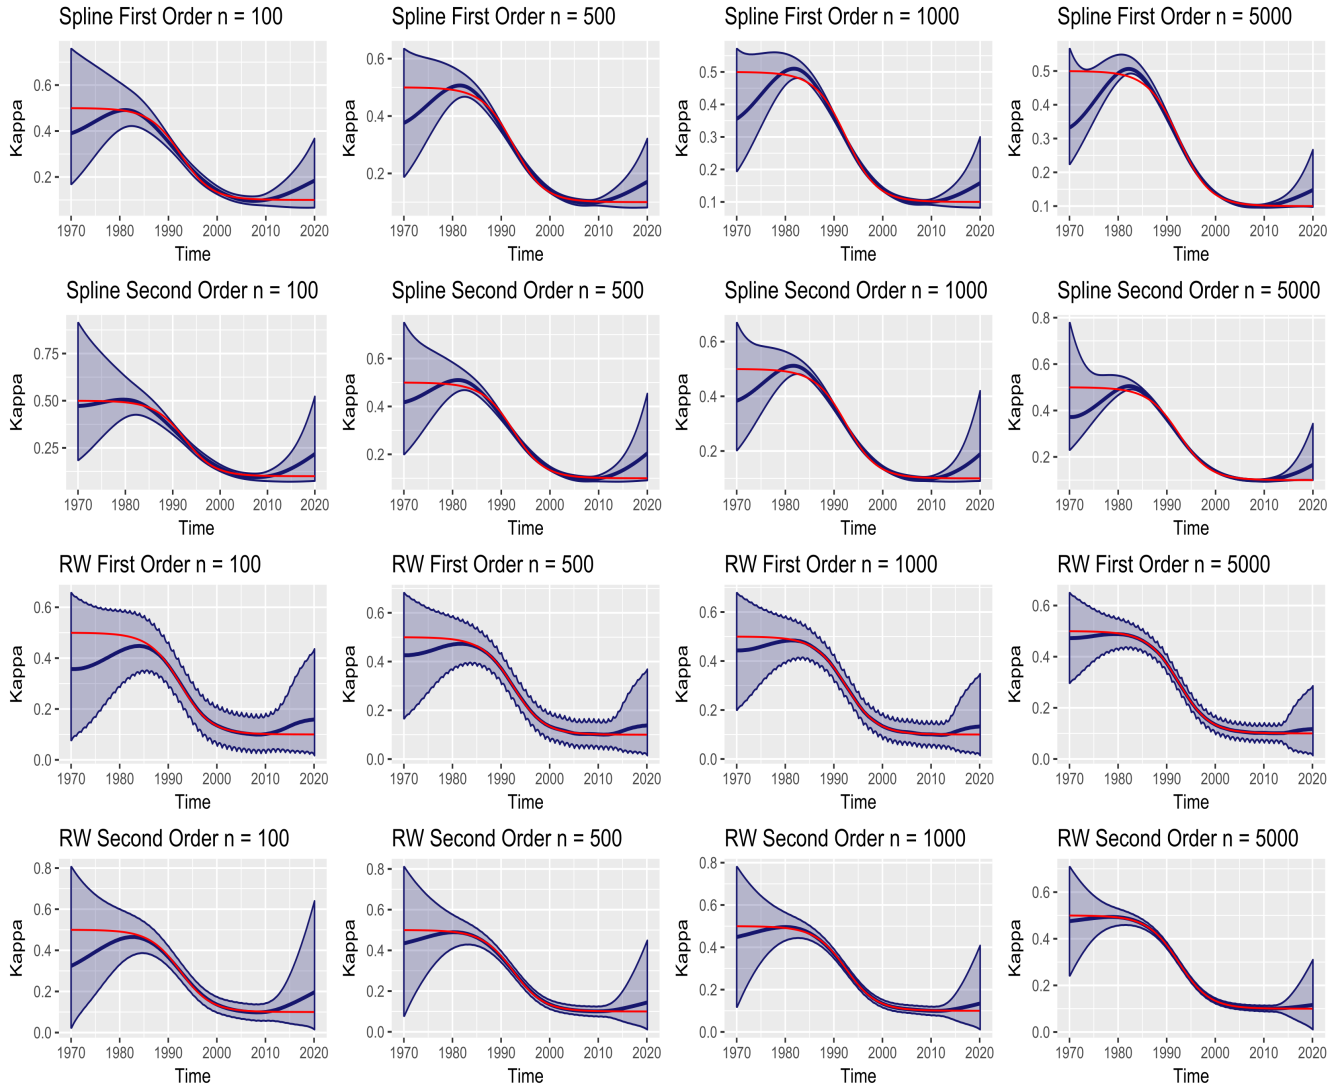 Spline First Order n = 100
Kappa
0.6
0.4
0.2
1970 1980 1990 2000 2010 2020
Time
Spline First Order n = 500
Kappa
0.6
0.4
0.2
1970 1980 1990 2000 2010 2020
Time
Spline First Order n = 1000
Kappa
0.5
0.4
0.3
0.2
0.1
1970 1980 1990 2000 2010 2020
Time
Spline First Order n = 5000
Kappa
0.5
0.4
0.3
0.2
0.1
1970 1980 1990 2000 2010 2020
Time
Spline Second Order n = 100
Kappa
0.75
0.50
0.25
1970 1980 1990 2000 2010 2020
Time
Spline Second Order n = 500
Kappa
0.6
0.4
0.2
1970 1980 1990 2000 2010 2020
Time
Spline Second Order n = 1000
Kappa
0.6
0.4
0.2
1970 1980 1990 2000 2010 2020
Time
Spline Second Order n = 5000
Kappa
0.8
0.6
0.4
0.2
1970 1980 1990 2000 2010 2020
Time
RW First Order n = 100
Kappa
0.6
0.4
0.2
0.0
1970 1980 1990 2000 2010 2020
Time
RW First Order n = 500
Kappa
0.6
0.4
0.2
0.0
1970 1980 1990 2000 2010 2020
Time
RW First Order n = 1000
Kappa
0.6
0.4
0.2
0.0
1970 1980 1990 2000 2010 2020
Time
RW First Order n = 5000
Kappa
0.6
0.4
0.2
0.0
1970 1980 1990 2000 2010 2020
Time
RW Second Order n = 100
Kappa
0.8
0.6
0.4
0.2
0.0
1970 1980 1990 2000 2010 2020
Time
RW Second Order n = 500
Kappa
0.8
0.6
0.4
0.2
0.0
1970 1980 1990 2000 2010 2020
Time
RW Second Order n = 1000
Kappa
0.8
0.6
0.4
0.2
0.0
1970 1980 1990 2000 2010 2020
Time
RW Second Order n = 5000
Kappa
0.6
0.4
0.2
0.0
1970 1980 1990 2000 2010 2020
Time